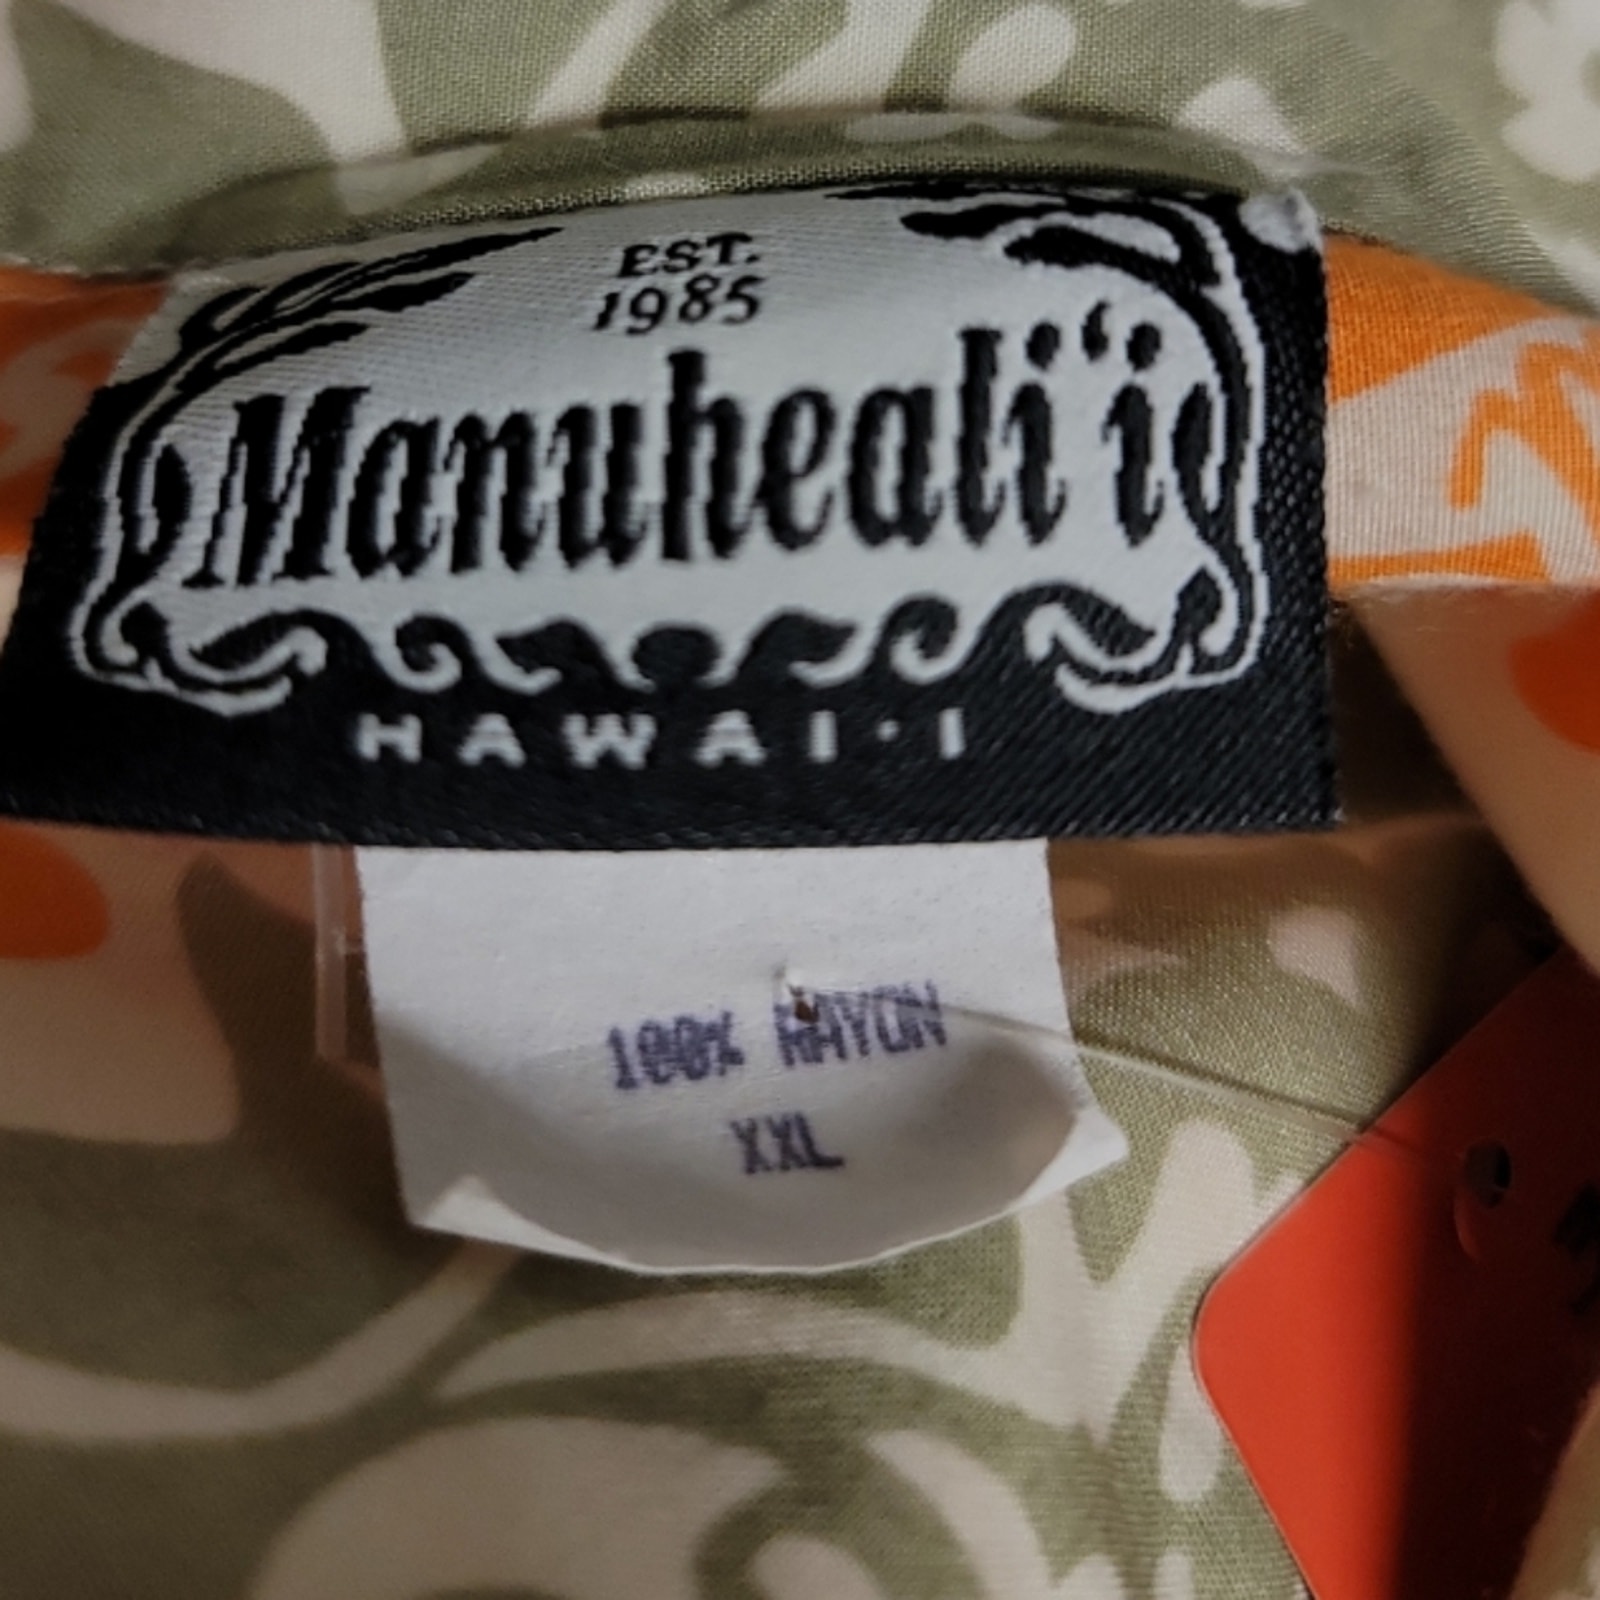 EST.
1985
Manuheali‘i
HAWAI·I
100% RAYON
XXL